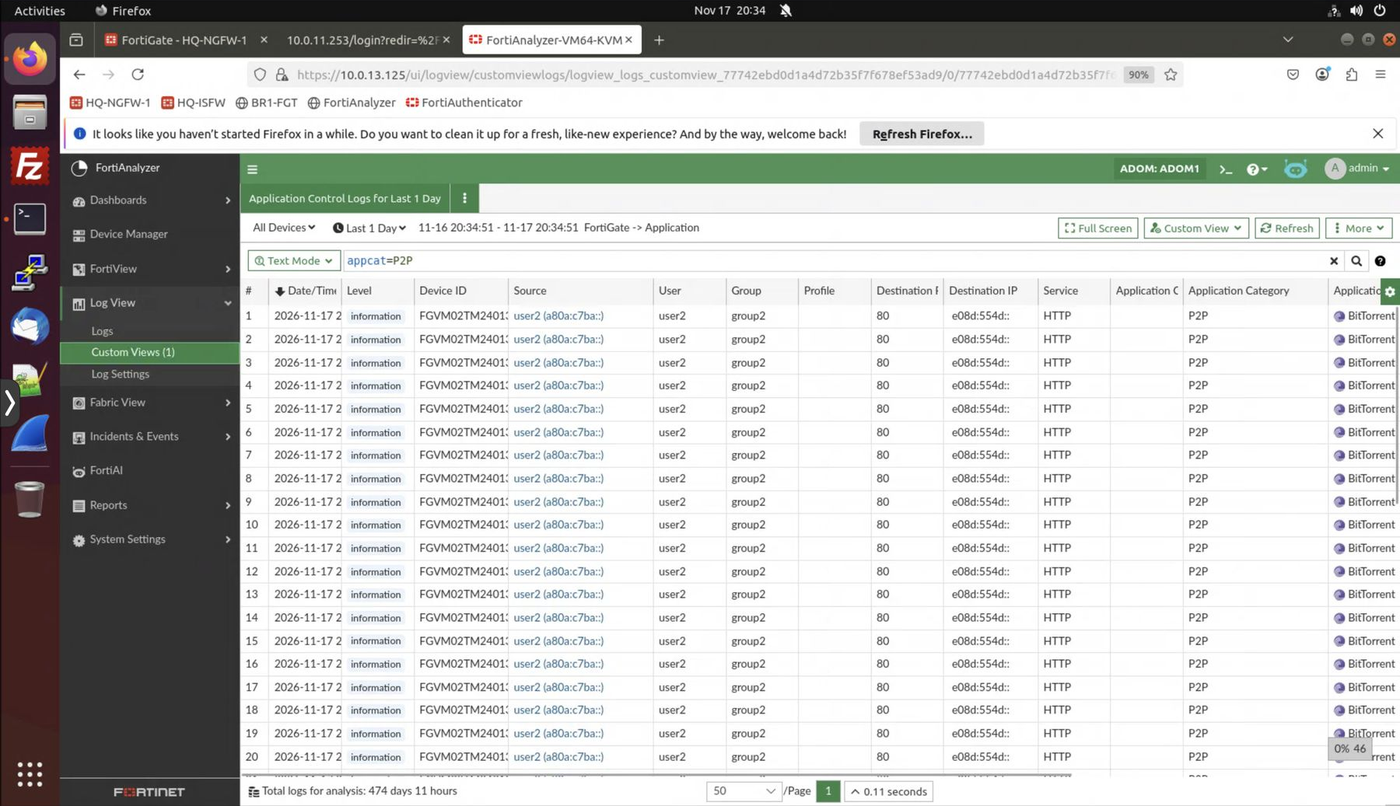 Activities Firefox Nov 17 20:34
FortiGate - HQ-NGFW-1 10.0.11.253/login?redir=%2F FortiAnalyzer-VM64-KVM
https://10.0.13.125/ui/logview/customviewlogs/logview_logs_customview_77742ebd0d1a4d72b35f7f678ef53ad9/0/77742ebd0d1a4d72b35f7f 90%
HQ-NGFW-1 HQ-ISFW BR1-FGT FortiAnalyzer FortiAuthenticator
It looks like you haven't started Firefox in a while. Do you want to clean it up for a fresh, like-new experience? And by the way, welcome back! Refresh Firefox...
FortiAnalyzer ADOM: ADOM1 >_ A admin
Dashboards
Device Manager
FortiView
Log View
Logs
Custom Views (1)
Log Settings
Fabric View
Incidents & Events
FortiAI
Reports
System Settings
FORTINET
Application Control Logs for Last 1 Day
All Devices Last 1 Day 11-16 20:34:51 - 11-17 20:34:51 FortiGate -> Application Full Screen Custom View Refresh More
Text Mode appcat=P2P
# Date/Time Level Device ID Source User Group Profile Destination P Destination IP Service Application C Application Category Applicatio
1 2026-11-17 2 information FGVM02TM24013 user2 (a80a:c7ba::) user2 group2 80 e08d:554d:: HTTP P2P BitTorrent
2 2026-11-17 2 information FGVM02TM24013 user2 (a80a:c7ba::) user2 group2 80 e08d:554d:: HTTP P2P BitTorrent
3 2026-11-17 2 information FGVM02TM24013 user2 (a80a:c7ba::) user2 group2 80 e08d:554d:: HTTP P2P BitTorrent
4 2026-11-17 2 information FGVM02TM24013 user2 (a80a:c7ba::) user2 group2 80 e08d:554d:: HTTP P2P BitTorrent
5 2026-11-17 2 information FGVM02TM24013 user2 (a80a:c7ba::) user2 group2 80 e08d:554d:: HTTP P2P BitTorrent
6 2026-11-17 2 information FGVM02TM24013 user2 (a80a:c7ba::) user2 group2 80 e08d:554d:: HTTP P2P BitTorrent
7 2026-11-17 2 information FGVM02TM24013 user2 (a80a:c7ba::) user2 group2 80 e08d:554d:: HTTP P2P BitTorrent
8 2026-11-17 2 information FGVM02TM24013 user2 (a80a:c7ba::) user2 group2 80 e08d:554d:: HTTP P2P BitTorrent
9 2026-11-17 2 information FGVM02TM24013 user2 (a80a:c7ba::) user2 group2 80 e08d:554d:: HTTP P2P BitTorrent
10 2026-11-17 2 information FGVM02TM24013 user2 (a80a:c7ba::) user2 group2 80 e08d:554d:: HTTP P2P BitTorrent
11 2026-11-17 2 information FGVM02TM24013 user2 (a80a:c7ba::) user2 group2 80 e08d:554d:: HTTP P2P BitTorrent
12 2026-11-17 2 information FGVM02TM24013 user2 (a80a:c7ba::) user2 group2 80 e08d:554d:: HTTP P2P BitTorrent
13 2026-11-17 2 information FGVM02TM24013 user2 (a80a:c7ba::) user2 group2 80 e08d:554d:: HTTP P2P BitTorrent
14 2026-11-17 2 information FGVM02TM24013 user2 (a80a:c7ba::) user2 group2 80 e08d:554d:: HTTP P2P BitTorrent
15 2026-11-17 2 information FGVM02TM24013 user2 (a80a:c7ba::) user2 group2 80 e08d:554d:: HTTP P2P BitTorrent
16 2026-11-17 2 information FGVM02TM24013 user2 (a80a:c7ba::) user2 group2 80 e08d:554d:: HTTP P2P BitTorrent
17 2026-11-17 2 information FGVM02TM24013 user2 (a80a:c7ba::) user2 group2 80 e08d:554d:: HTTP P2P BitTorrent
18 2026-11-17 2 information FGVM02TM24013 user2 (a80a:c7ba::) user2 group2 80 e08d:554d:: HTTP P2P BitTorrent
19 2026-11-17 2 information FGVM02TM24013 user2 (a80a:c7ba::) user2 group2 80 e08d:554d:: HTTP P2P BitTorrent
20 2026-11-17 2 information FGVM02TM24013 user2 (a80a:c7ba::) user2 group2 80 e08d:554d:: HTTP P2P BitTorrent
0% 46
Total logs for analysis: 474 days 11 hours 50 /Page 1 0.11 seconds